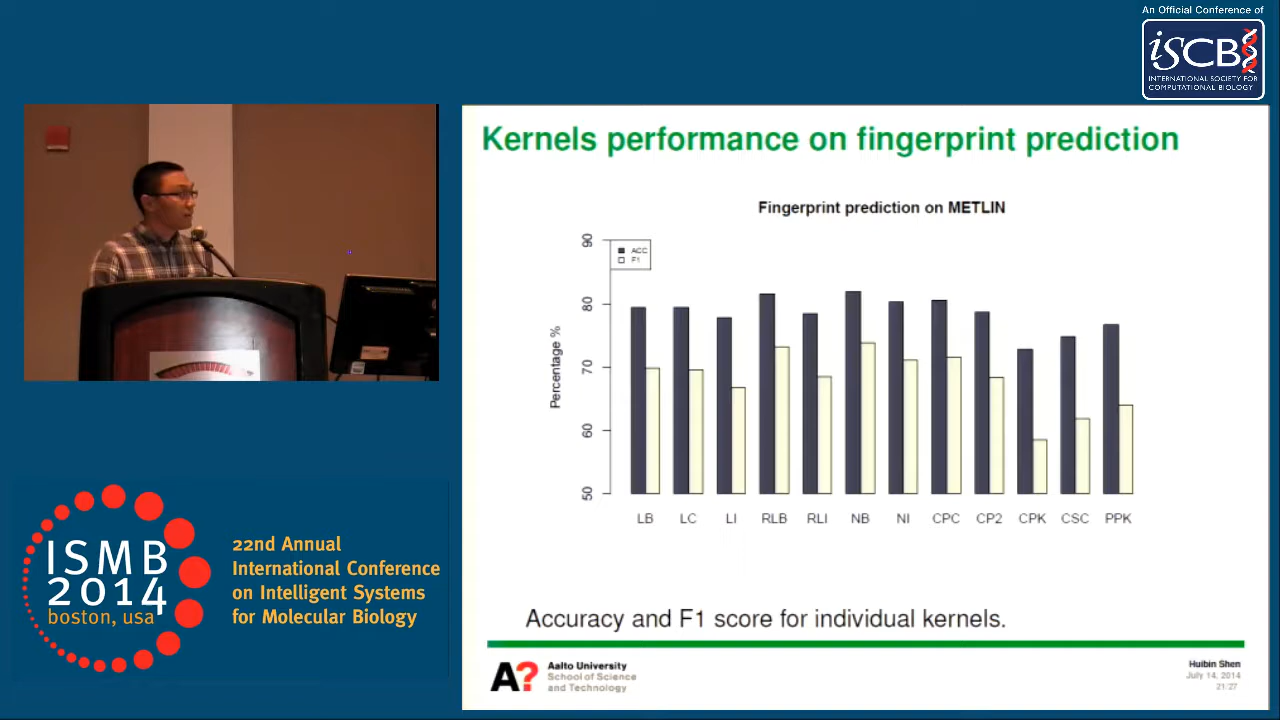 An Official Conference of
iSCB
INTERNATIONAL SOCIETY FOR
COMPUTATIONAL BIOLOGY
Kernels performance on fingerprint prediction
Fingerprint prediction on METLIN
ACC
F1
Percentage %
90
80
70
60
50
LB LC LI RLB RLI NB NI CPC CP2 CPK CSC PPK
Accuracy and F1 score for individual kernels.
A?
Aalto University
School of Science
and Technology
Huibin Shen
July 14, 2014
21/27
ISMB
2014
boston, usa
22nd Annual
International Conference
on Intelligent Systems
for Molecular Biology